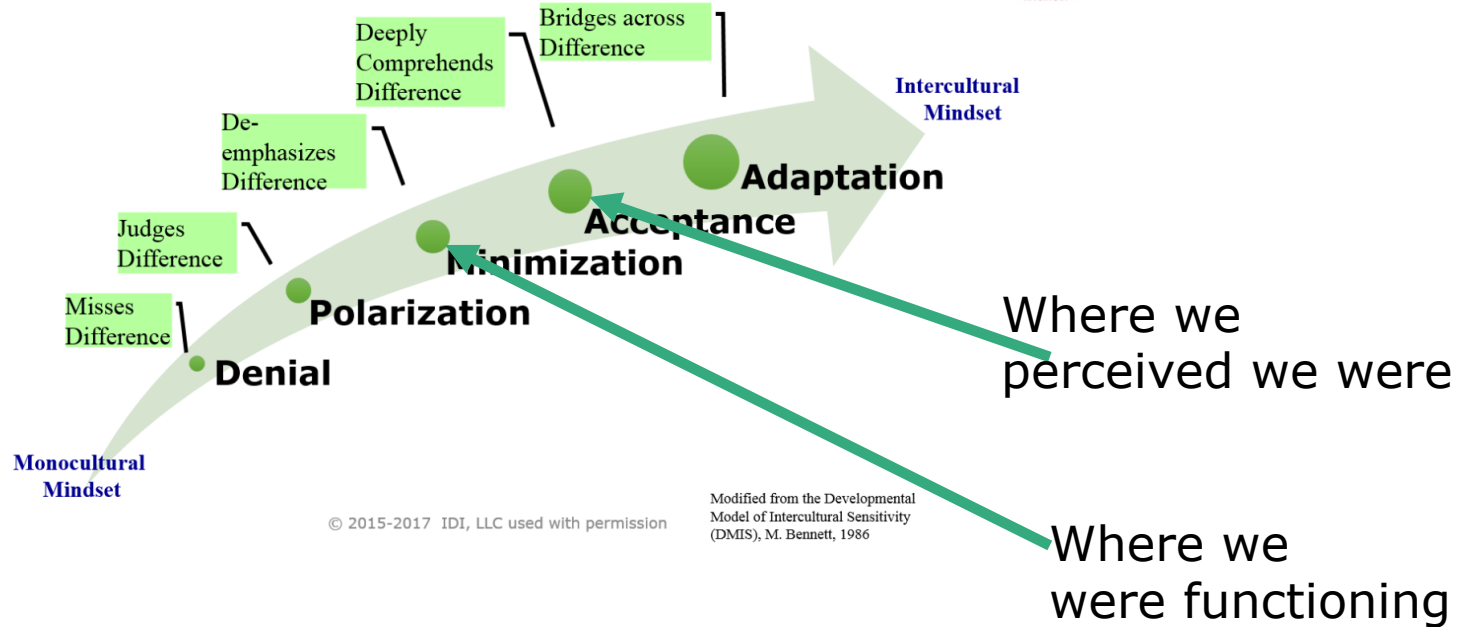 Bridges across
Difference
Deeply
Comprehends
Difference
Intercultural
Mindset
De-
emphasizes
Difference
Adaptation
Acceptance
Judges
Difference
Minimization
Misses
Difference
Polarization
Where we
perceived we were
Denial
Monocultural
Mindset
© 2015-2017 IDI, LLC used with permission
Modified from the Developmental
Model of Intercultural Sensitivity
(DMIS), M. Bennett, 1986
Where we
were functioning